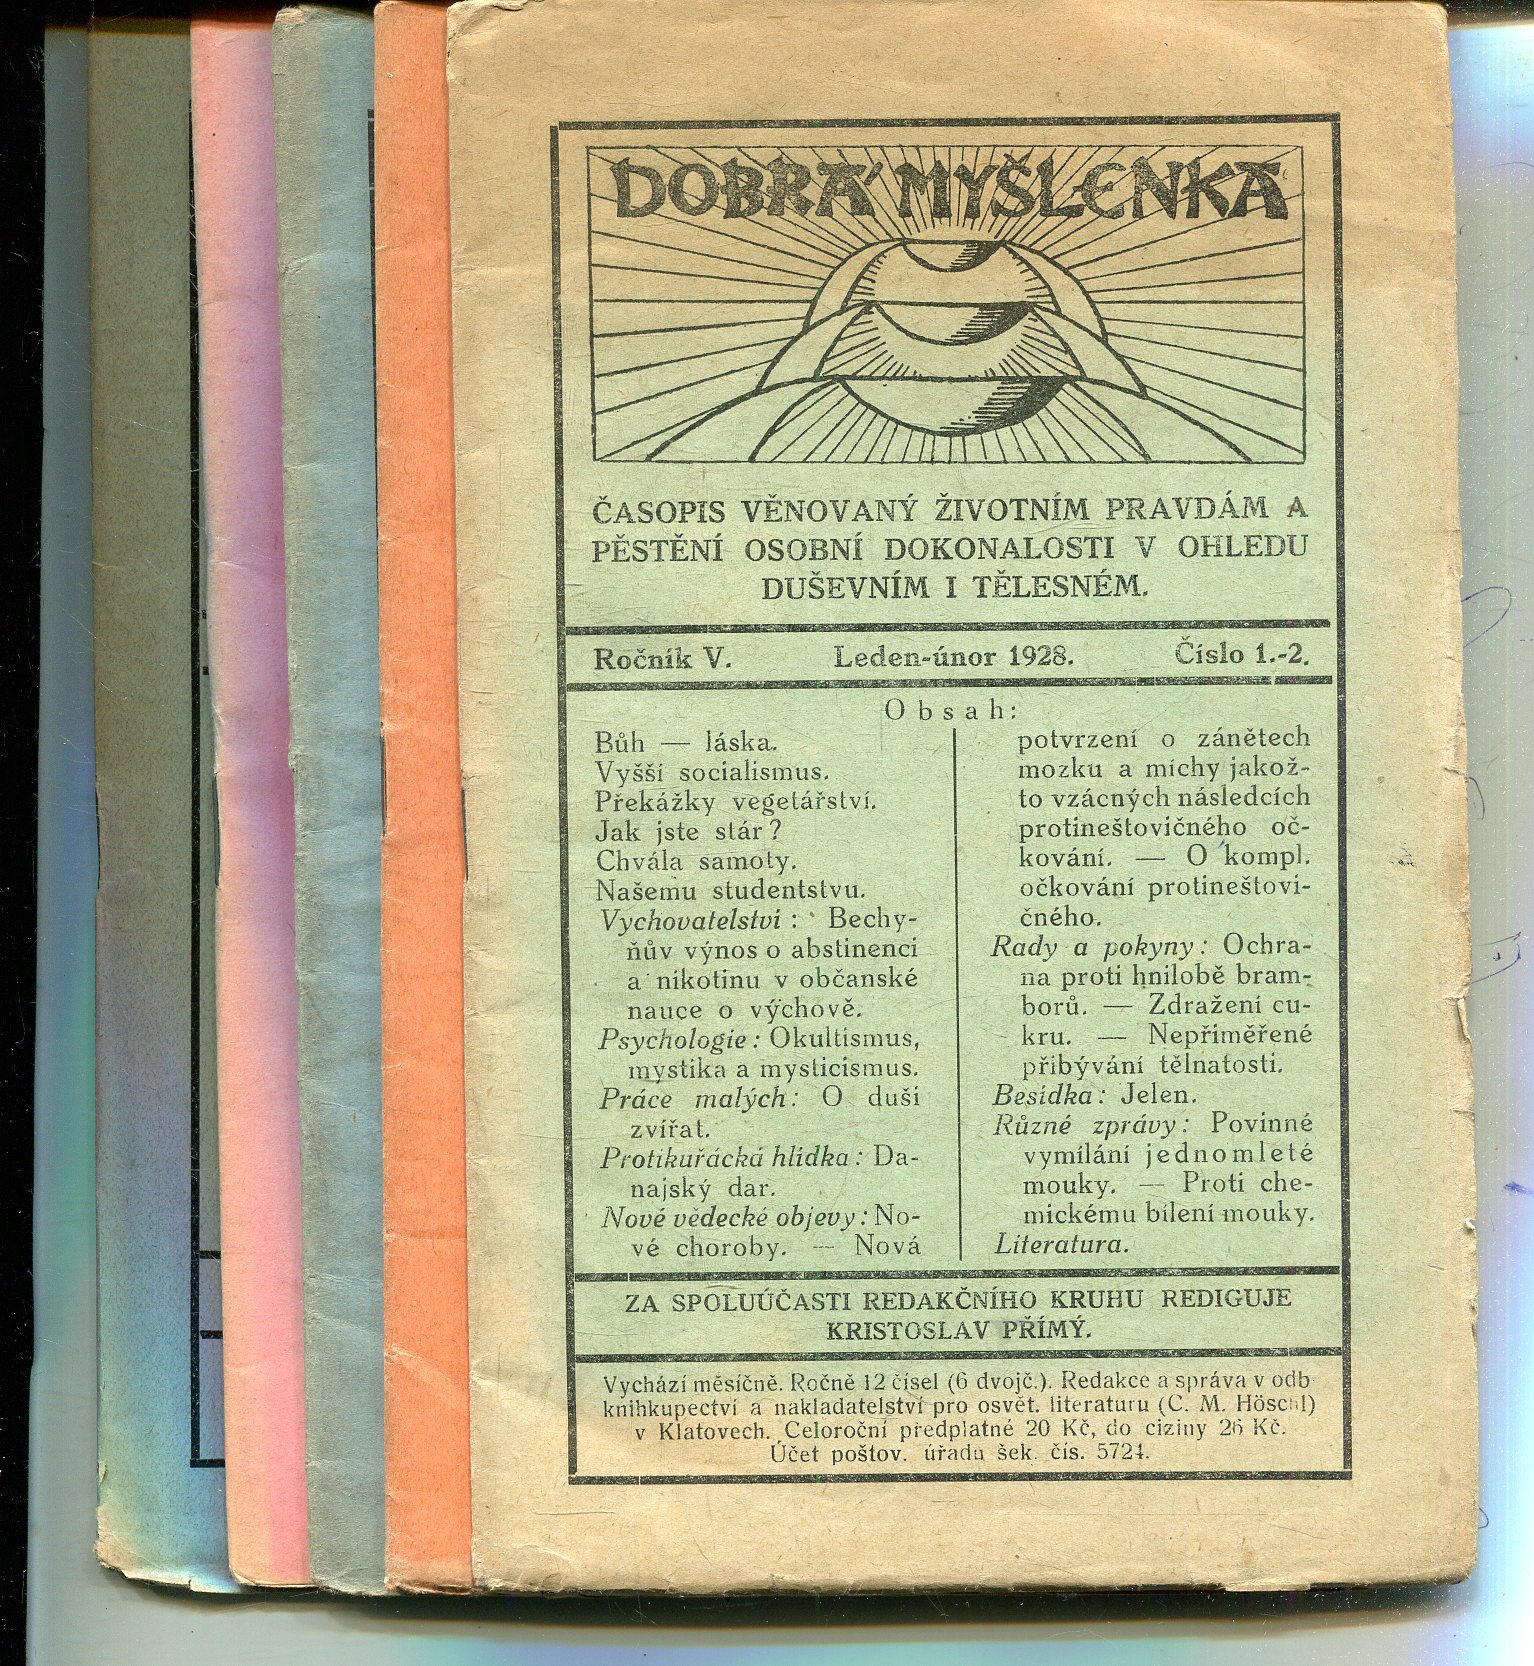 DOBRÁ MYŠLENKA
ČASOPIS VĚNOVANÝ ŽIVOTNÍM PRAVDÁM A
PĚSTĚNÍ OSOBNÍ DOKONALOSTI V OHLEDU
DUŠEVNÍM I TĚLESNÉM.
Ročník V. Leden-únor 1928. Číslo 1.-2.
Obsah:
Bůh — láska.
Vyšší socialismus.
Překážky vegetářství.
Jak jste stár?
Chvála samoty.
Našemu studentstvu.
Vychovatelství: Bechy-
ňův výnos o abstinenci
a nikotinu v občanské
nauce o výchově.
Psychologie: Okultismus,
mystika a mysticismus.
Práce malých: O duši
zvířat.
Protikuřácká hlídka: Da-
najský dar.
Nové vědecké objevy: No-
vé choroby. — Nová
potvrzení o zánětech
mozku a míchy jakož-
to vzácných následcích
protineštovičného oč-
kování. — O kompl.
očkování protineštovi-
čného.
Rady a pokyny: Ochra-
na proti hnilobě bram-
borů. — Zdražení cu-
kru. — Nepřiměřené
přibývání tělnatosti.
Besídka: Jelen.
Různé zprávy: Povinné
vymílání jednomleté
mouky. — Proti che-
mickému bílení mouky.
Literatura.
ZA SPOLUÚČASTI REDAKČNÍHO KRUHU REDIGUJE
KRISTOSLAV PŘÍMÝ.
Vychází měsíčně. Ročně 12 čísel (6 dvojč.). Redakce a správa v odb
knihkupectví a nakladatelství pro osvět. literaturu (C. M. Höschl)
v Klatovech. Celoroční předplatné 20 Kč, do ciziny 26 Kč.
Účet poštov. úřadu šek. čís. 5724.